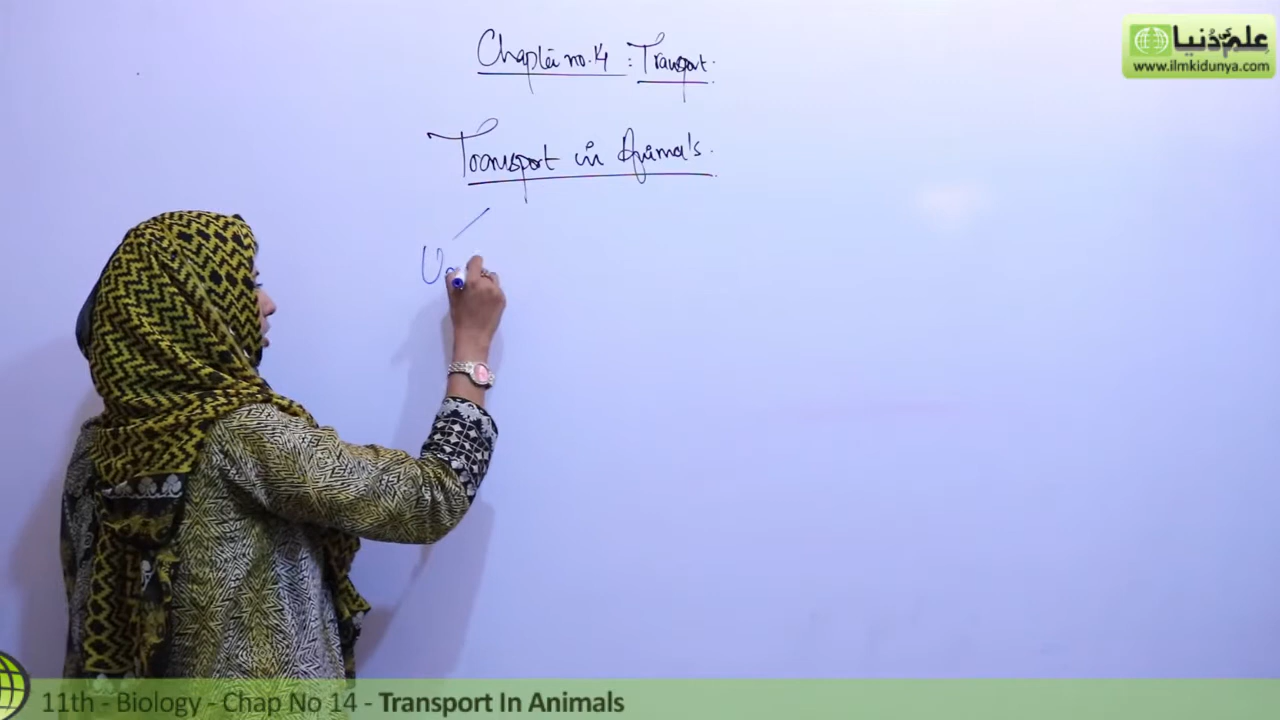 Chapter no. 14 : Transport.
علم کی دُنیا
www.ilmkidunya.com
Transport in Animals.
U
11th - Biology - Chap No 14 - Transport In Animals